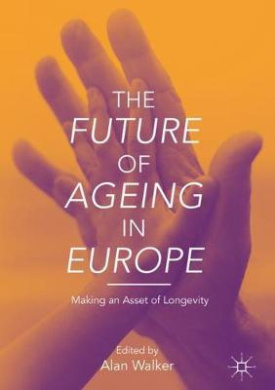 THE
FUTURE
OF
AGEING
IN
EUROPE
Making an Asset of Longevity
Edited by
Alan Walker